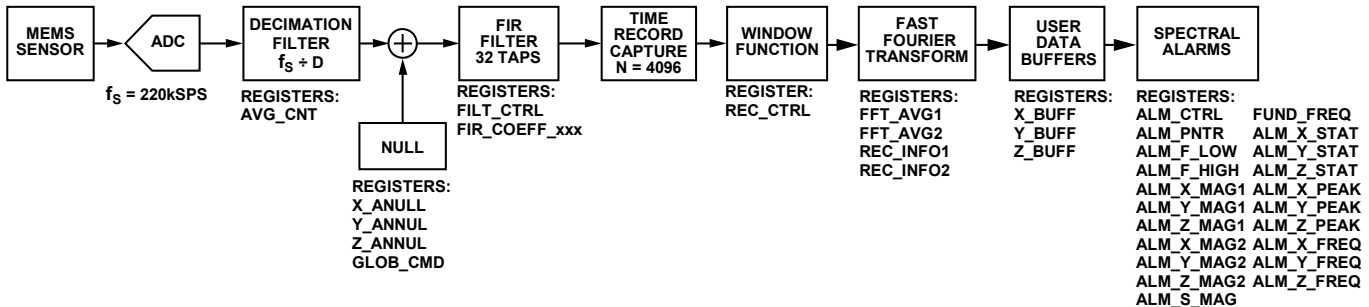 MEMS
SENSOR
ADC
fS = 220kSPS
DECIMATION
FILTER
fS ÷ D
REGISTERS:
AVG_CNT
NULL
REGISTERS:
X_ANULL
Y_ANNUL
Z_ANNUL
GLOB_CMD
FIR
FILTER
32 TAPS
REGISTERS:
FILT_CTRL
FIR_COEFF_xxx
TIME
RECORD
CAPTURE
N = 4096
WINDOW
FUNCTION
REGISTER:
REC_CTRL
FAST
FOURIER
TRANSFORM
REGISTERS:
FFT_AVG1
FFT_AVG2
REC_INFO1
REC_INFO2
USER
DATA
BUFFERS
REGISTERS:
X_BUFF
Y_BUFF
Z_BUFF
SPECTRAL
ALARMS
REGISTERS:
ALM_CTRL FUND_FREQ
ALM_PNTR ALM_X_STAT
ALM_F_LOW ALM_Y_STAT
ALM_F_HIGH ALM_Z_STAT
ALM_X_MAG1 ALM_X_PEAK
ALM_Y_MAG1 ALM_Y_PEAK
ALM_Z_MAG1 ALM_Z_PEAK
ALM_X_MAG2 ALM_X_FREQ
ALM_Y_MAG2 ALM_Y_FREQ
ALM_Z_MAG2 ALM_Z_FREQ
ALM_S_MAG